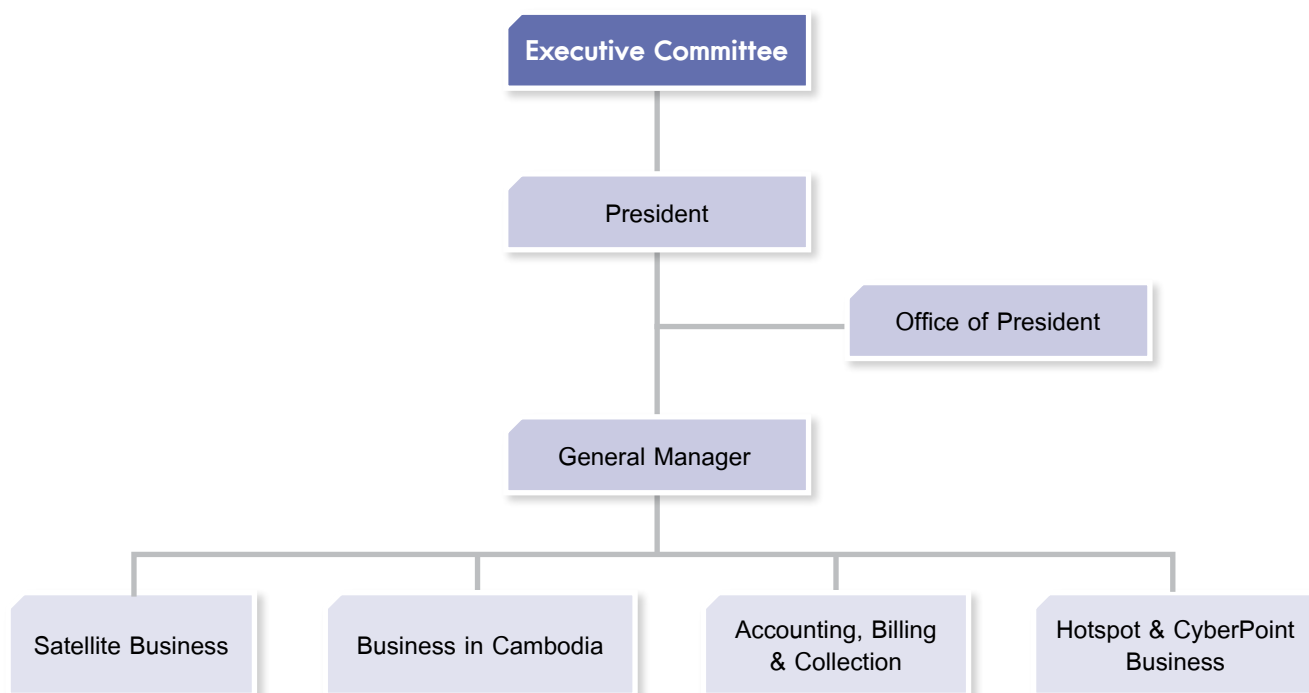 Executive Committee
President
Office of President
General Manager
Satellite Business
Business in Cambodia
Accounting, Billing
& Collection
Hotspot & CyberPoint
Business